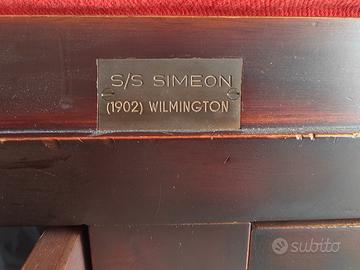 S/S SIMEON
(1902) WILMINGTON
subito